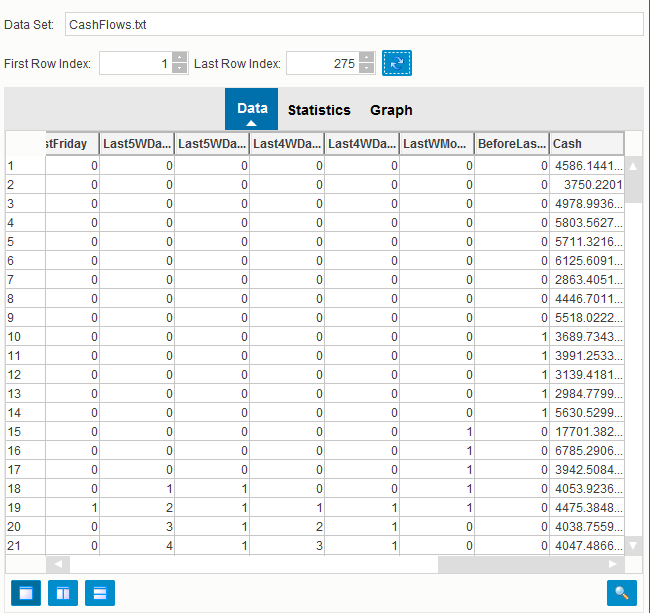 Data Set: CashFlows.txt
First Row Index: 1 Last Row Index: 275
Data Statistics Graph
stFriday Last5WDa... Last5WDa... Last4WDa... Last4WDa... LastWMo... BeforeLas... Cash
1 0 0 0 0 0 0 0 4586.1441...
2 0 0 0 0 0 0 0 3750.2201
3 0 0 0 0 0 0 0 4978.9936...
4 0 0 0 0 0 0 0 5803.5627...
5 0 0 0 0 0 0 0 5711.3216...
6 0 0 0 0 0 0 0 6125.6091...
7 0 0 0 0 0 0 0 2863.4051...
8 0 0 0 0 0 0 0 4446.7011...
9 0 0 0 0 0 0 0 5518.0222...
10 0 0 0 0 0 0 1 3689.7343...
11 0 0 0 0 0 0 1 3991.2533...
12 0 0 0 0 0 0 1 3139.4181...
13 0 0 0 0 0 0 1 2984.7799...
14 0 0 0 0 0 0 1 5630.5299...
15 0 0 0 0 0 1 0 17701.382...
16 0 0 0 0 0 1 0 6785.2906...
17 0 0 0 0 0 1 0 3942.5084...
18 0 1 1 0 0 1 0 4053.9236...
19 1 2 1 1 1 1 0 4475.3848...
20 0 3 1 2 1 0 0 4038.7559...
21 0 4 1 3 1 0 0 4047.4866...